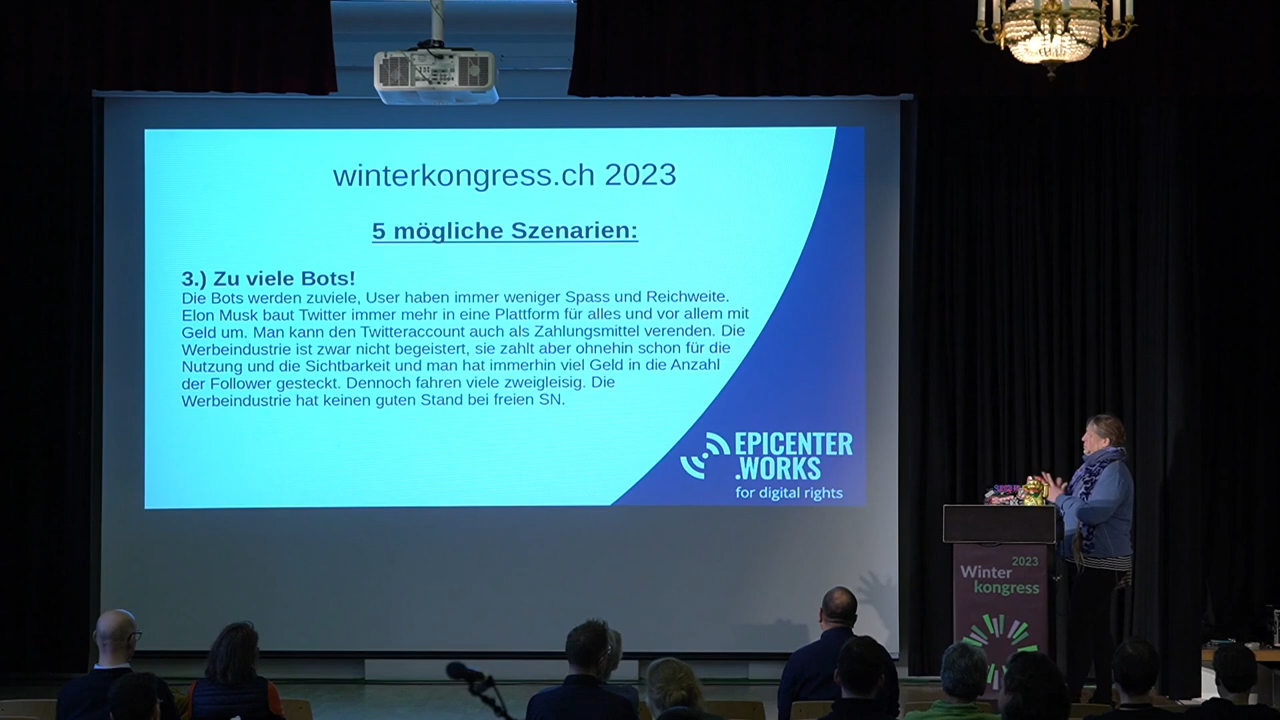 winterkongress.ch 2023
5 mögliche Szenarien:
3.) Zu viele Bots!
Die Bots werden zuviele, User haben immer weniger Spass und Reichweite.
Elon Musk baut Twitter immer mehr in eine Plattform für alles und vor allem mit
Geld um. Man kann den Twitteraccount auch als Zahlungsmittel verenden. Die
Werbeindustrie ist zwar nicht begeistert, sie zahlt aber ohnehin schon für die
Nutzung und die Sichtbarkeit und man hat immerhin viel Geld in die Anzahl
der Follower gesteckt. Dennoch fahren viele zweigleisig. Die
Werbeindustrie hat keinen guten Stand bei freien SN.
EPICENTER
.WORKS
for digital rights
2023
Winter
kongress